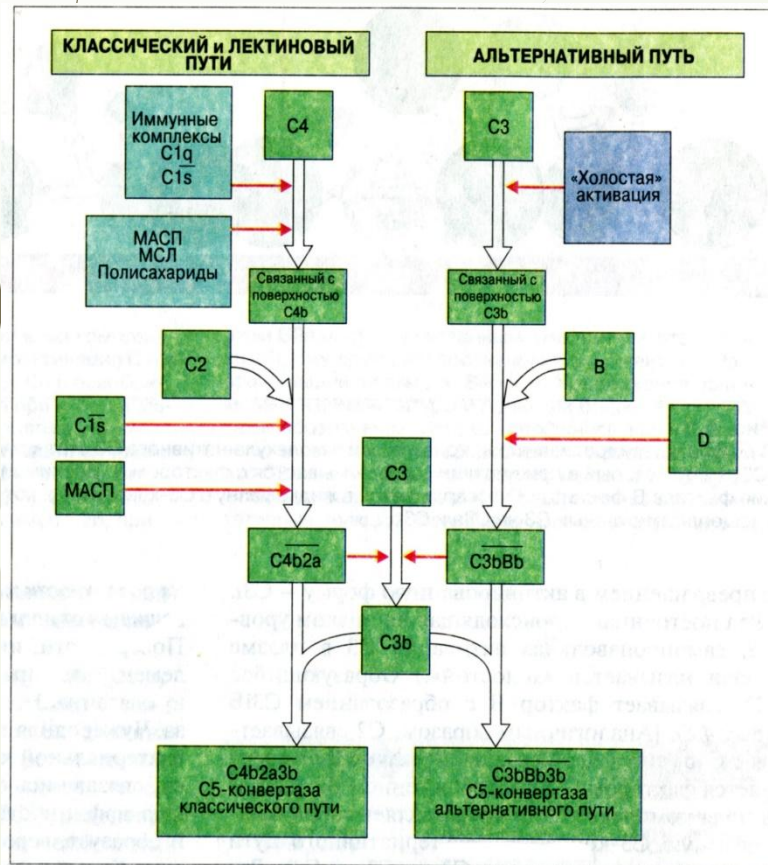 КЛАССИЧЕСКИЙ и ЛЕКТИНОВЫЙ
ПУТИ
АЛЬТЕРНАТИВНЫЙ ПУТЬ
Иммунные
комплексы
C1q
C1s̅
C4
C3
«Холостая»
активация
МАСП
МСЛ
Полисахариды
Связанный с
поверхностью
C4b
Связанный с
поверхностью
C3b
C2
B
C1s̅
МАСП
D
C3
C4b2a̅
C3bBb̅
C3b
C4b2a3b
C5-конвертаза
классического пути
C3bBb3b
C5-конвертаза
альтернативного пути